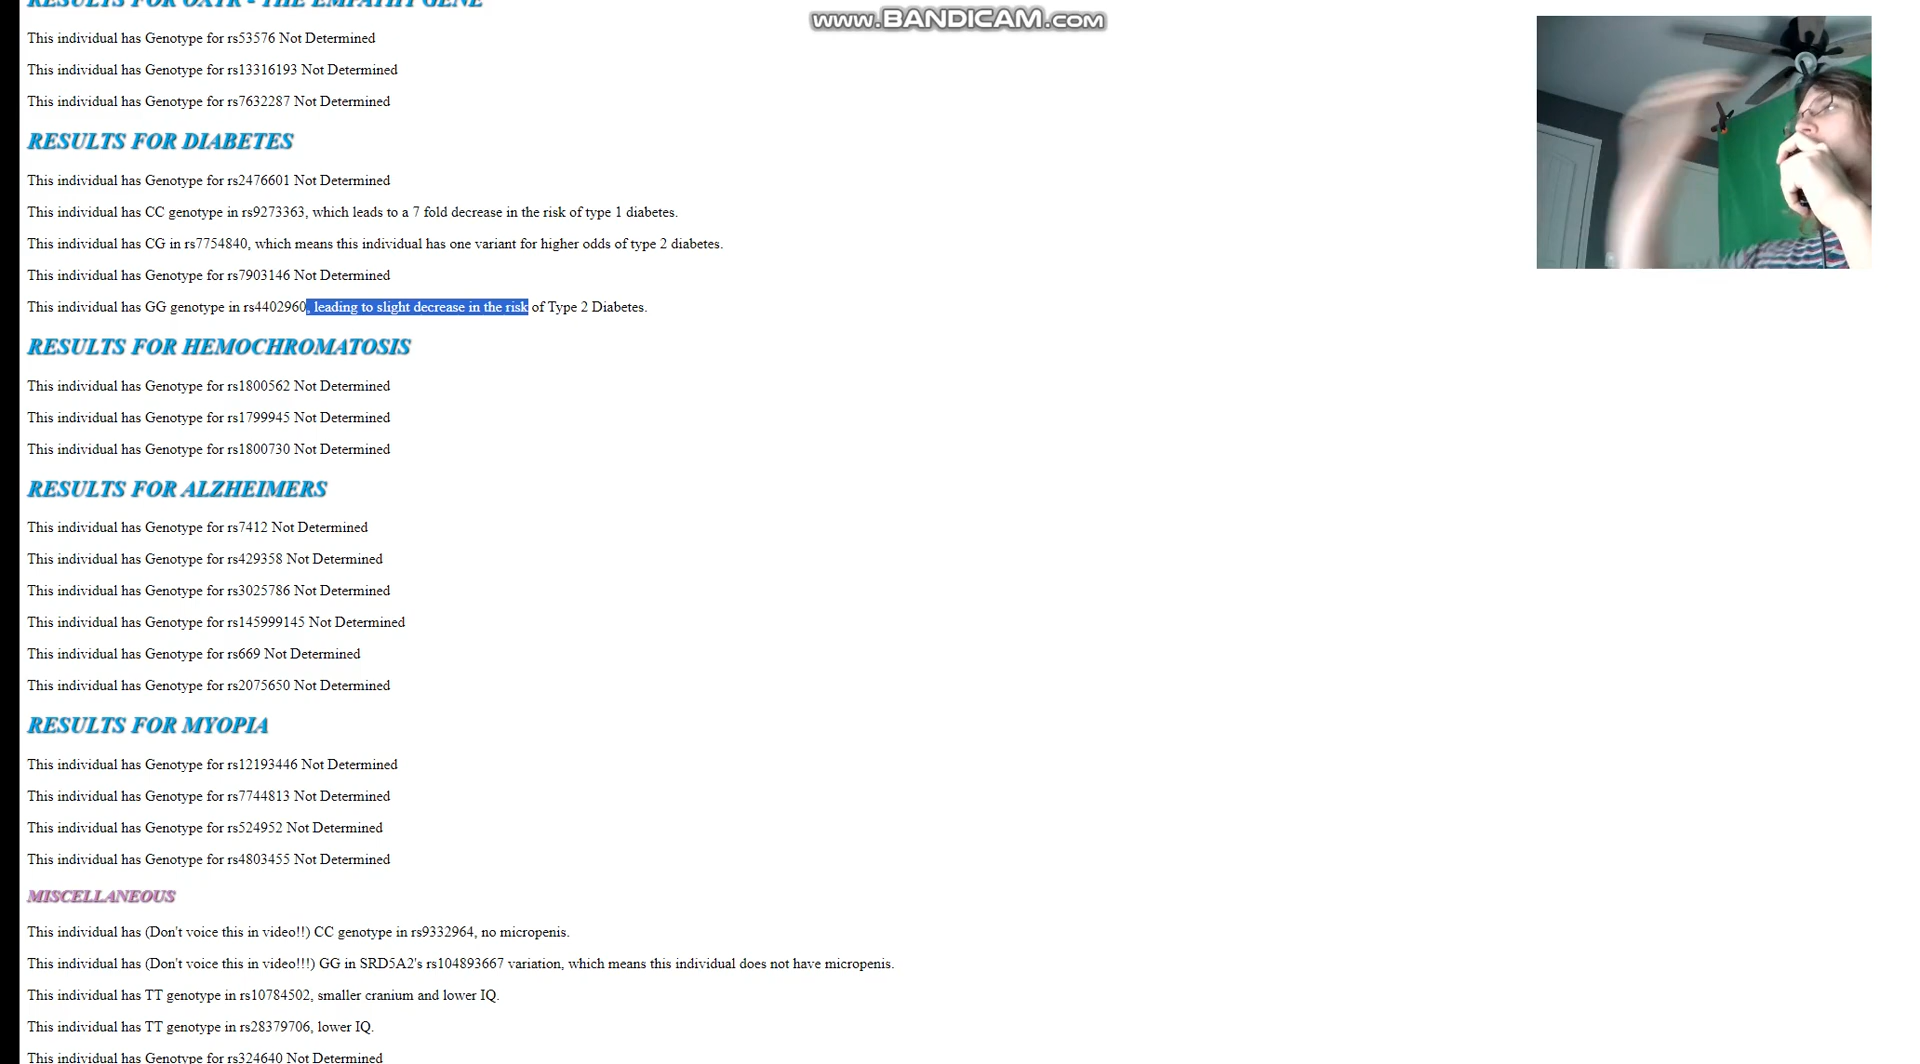 RESULTS FOR OXTR - THE EMPATHY GENE
www.BANDICAM.com
This individual has Genotype for rs53576 Not Determined
This individual has Genotype for rs13316193 Not Determined
This individual has Genotype for rs7632287 Not Determined
RESULTS FOR DIABETES
This individual has Genotype for rs2476601 Not Determined
This individual has CC genotype in rs9273363, which leads to a 7 fold decrease in the risk of type 1 diabetes.
This individual has CG in rs7754840, which means this individual has one variant for higher odds of type 2 diabetes.
This individual has Genotype for rs7903146 Not Determined
This individual has GG genotype in rs4402960, leading to slight decrease in the risk of Type 2 Diabetes.
RESULTS FOR HEMOCHROMATOSIS
This individual has Genotype for rs1800562 Not Determined
This individual has Genotype for rs1799945 Not Determined
This individual has Genotype for rs1800730 Not Determined
RESULTS FOR ALZHEIMERS
This individual has Genotype for rs7412 Not Determined
This individual has Genotype for rs429358 Not Determined
This individual has Genotype for rs3025786 Not Determined
This individual has Genotype for rs145999145 Not Determined
This individual has Genotype for rs669 Not Determined
This individual has Genotype for rs2075650 Not Determined
RESULTS FOR MYOPIA
This individual has Genotype for rs12193446 Not Determined
This individual has Genotype for rs7744813 Not Determined
This individual has Genotype for rs524952 Not Determined
This individual has Genotype for rs4803455 Not Determined
MISCELLANEOUS
This individual has (Don't voice this in video!!) CC genotype in rs9332964, no micropenis.
This individual has (Don't voice this in video!!!) GG in SRD5A2's rs104893667 variation, which means this individual does not have micropenis.
This individual has TT genotype in rs10784502, smaller cranium and lower IQ.
This individual has TT genotype in rs28379706, lower IQ.
This individual has Genotype for rs324640 Not Determined